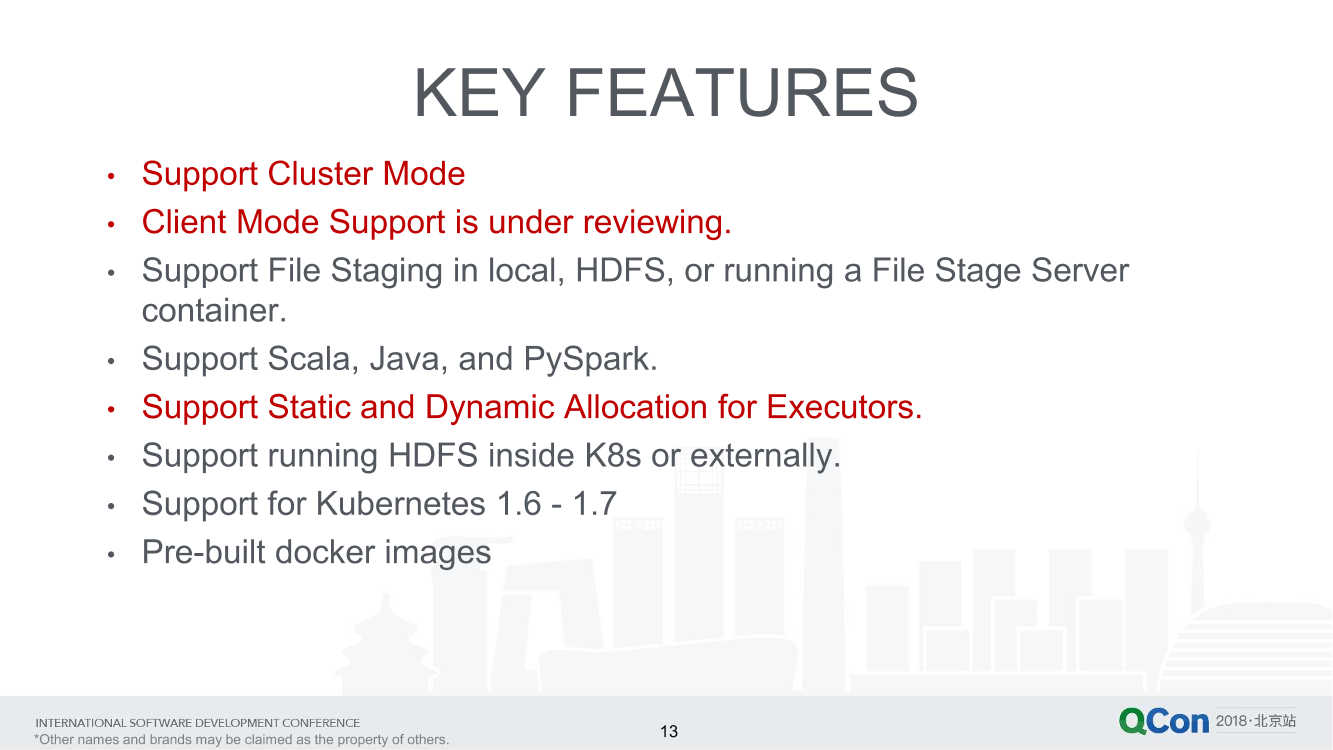 KEY FEATURES
• Support Cluster Mode
• Client Mode Support is under reviewing.
• Support File Staging in local, HDFS, or running a File Stage Server
container.
• Support Scala, Java, and PySpark.
• Support Static and Dynamic Allocation for Executors.
• Support running HDFS inside K8s or externally.
• Support for Kubernetes 1.6 - 1.7
• Pre-built docker images
INTERNATIONAL SOFTWARE DEVELOPMENT CONFERENCE
*Other names and brands may be claimed as the property of others.
13
QCon 2018·北京站